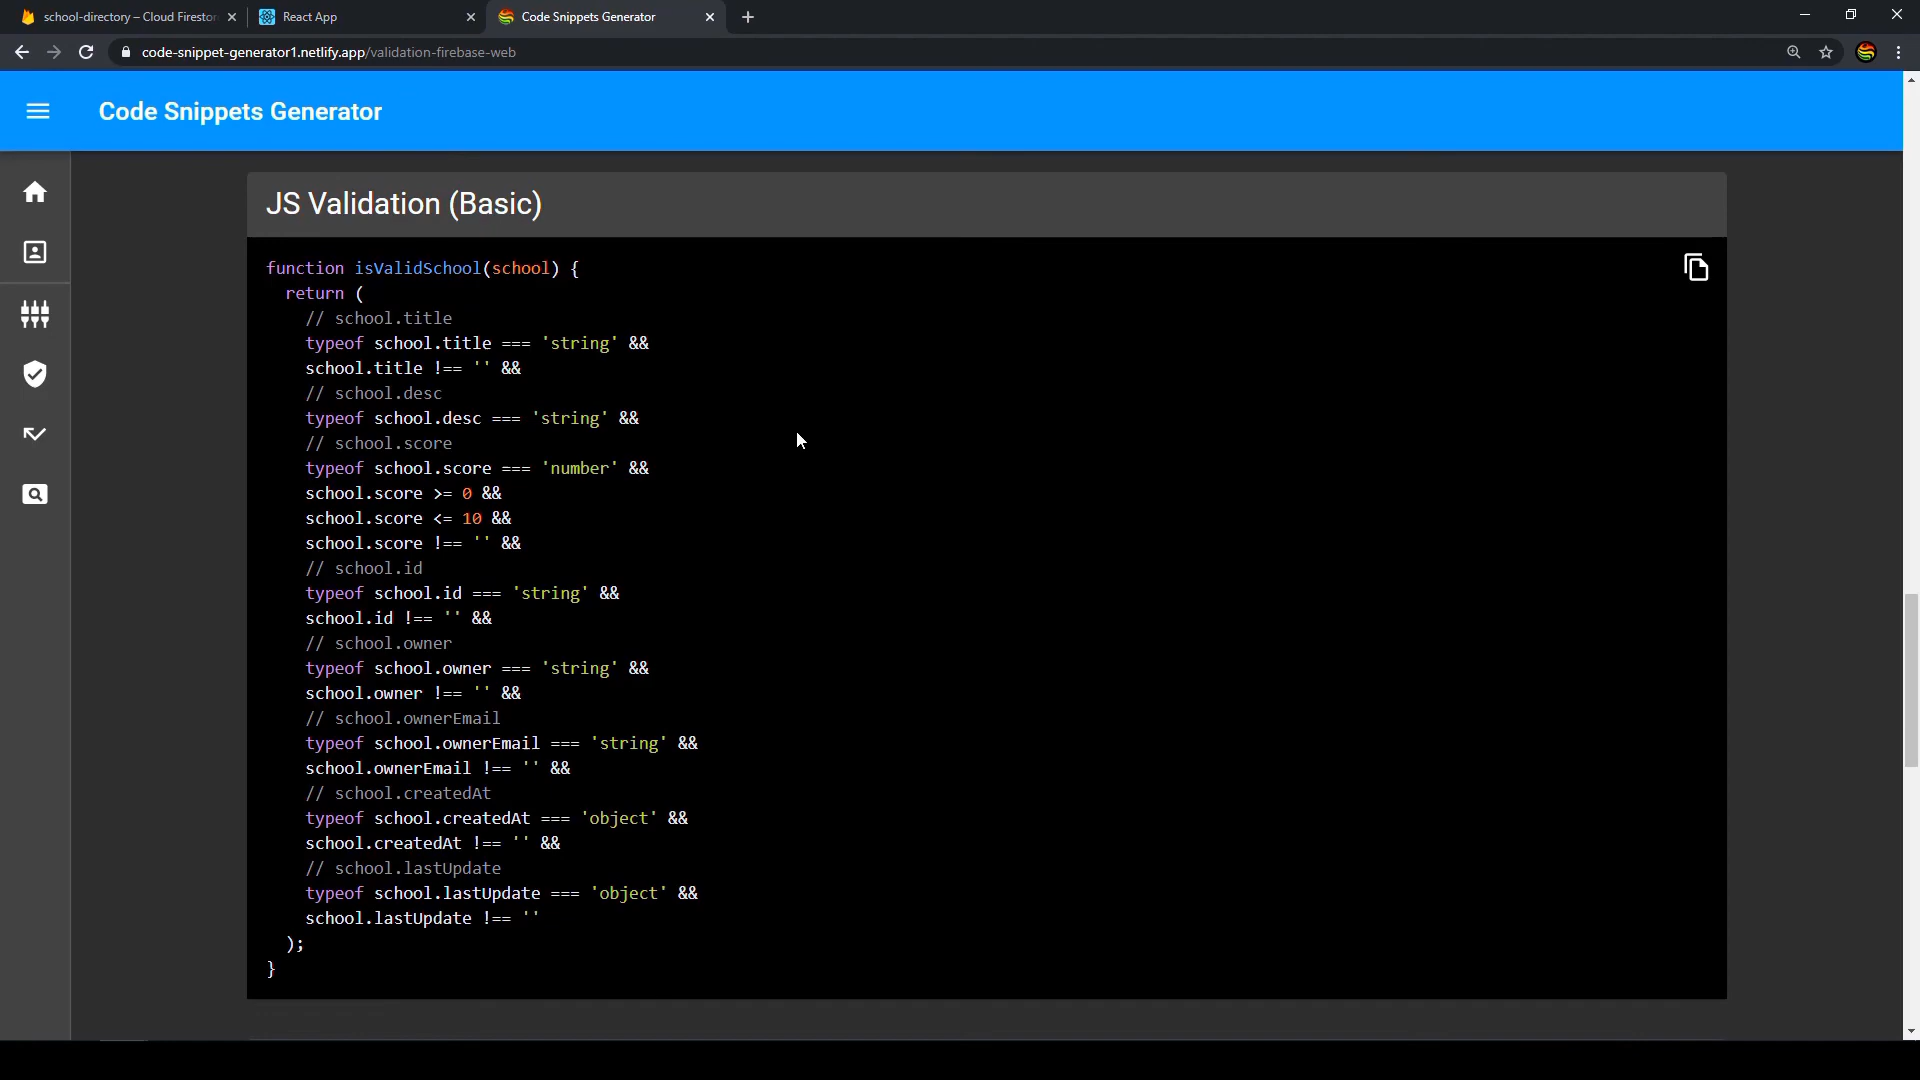 school-directory – Cloud Firestor
React App
Code Snippets Generator
code-snippet-generator1.netlify.app/validation-firebase-web
Code Snippets Generator
JS Validation (Basic)
function isValidSchool(school) {
  return (
    // school.title
    typeof school.title === 'string' &&
    school.title !== '' &&
    // school.desc
    typeof school.desc === 'string' &&
    // school.score
    typeof school.score === 'number' &&
    school.score >= 0 &&
    school.score <= 10 &&
    school.score !== '' &&
    // school.id
    typeof school.id === 'string' &&
    school.id !== '' &&
    // school.owner
    typeof school.owner === 'string' &&
    school.owner !== '' &&
    // school.ownerEmail
    typeof school.ownerEmail === 'string' &&
    school.ownerEmail !== '' &&
    // school.createdAt
    typeof school.createdAt === 'object' &&
    school.createdAt !== '' &&
    // school.lastUpdate
    typeof school.lastUpdate === 'object' &&
    school.lastUpdate !== ''
  );
}